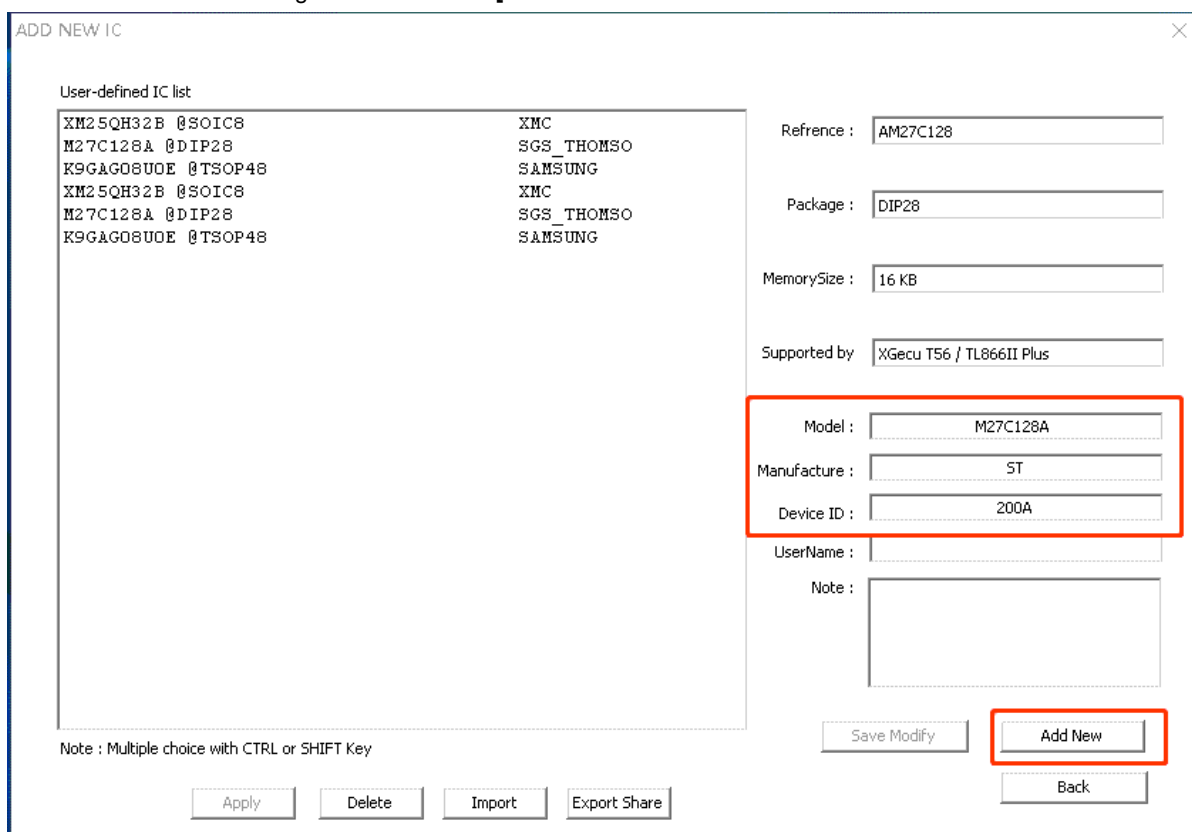 ADD NEW IC
User-defined IC list
XM25QH32B @SOIC8 XMC
M27C128A @DIP28 SGS_THOMSO
K9GAG08U0E @TSOP48 SAMSUNG
XM25QH32B @SOIC8 XMC
M27C128A @DIP28 SGS_THOMSO
K9GAG08U0E @TSOP48 SAMSUNG
Refrence : AM27C128
Package : DIP28
MemorySize : 16 KB
Supported by XGecu T56 / TL866II Plus
Model : M27C128A
Manufacture : ST
Device ID : 200A
UserName :
Note :
Note : Multiple choice with CTRL or SHIFT Key
Save Modify Add New
Back
Apply Delete Import Export Share